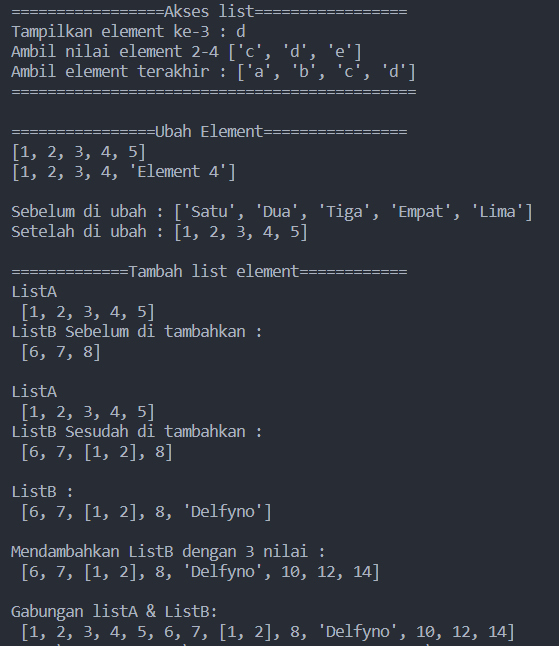 =================Akses list=================
Tampilkan element ke-3 : d
Ambil nilai element 2-4 ['c', 'd', 'e']
Ambil element terakhir : ['a', 'b', 'c', 'd']
=============================================
================Ubah Element================
[1, 2, 3, 4, 5]
[1, 2, 3, 4, 'Element 4']
Sebelum di ubah : ['Satu', 'Dua', 'Tiga', 'Empat', 'Lima']
Setelah di ubah : [1, 2, 3, 4, 5]
=============Tambah list element============
ListA
[1, 2, 3, 4, 5]
ListB Sebelum di tambahkan :
[6, 7, 8]
ListA
[1, 2, 3, 4, 5]
ListB Sesudah di tambahkan :
[6, 7, [1, 2], 8]
ListB :
[6, 7, [1, 2], 8, 'Delfyno']
Mendambahkan ListB dengan 3 nilai :
[6, 7, [1, 2], 8, 'Delfyno', 10, 12, 14]
Gabungan listA & ListB:
[1, 2, 3, 4, 5, 6, 7, [1, 2], 8, 'Delfyno', 10, 12, 14]